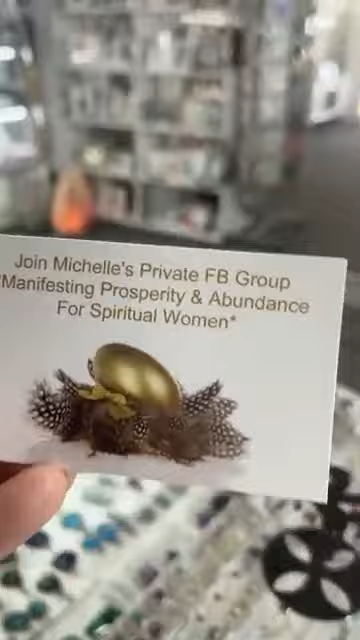 Join Michelle's Private FB Group
"Manifesting Prosperity & Abundance
For Spiritual Women*